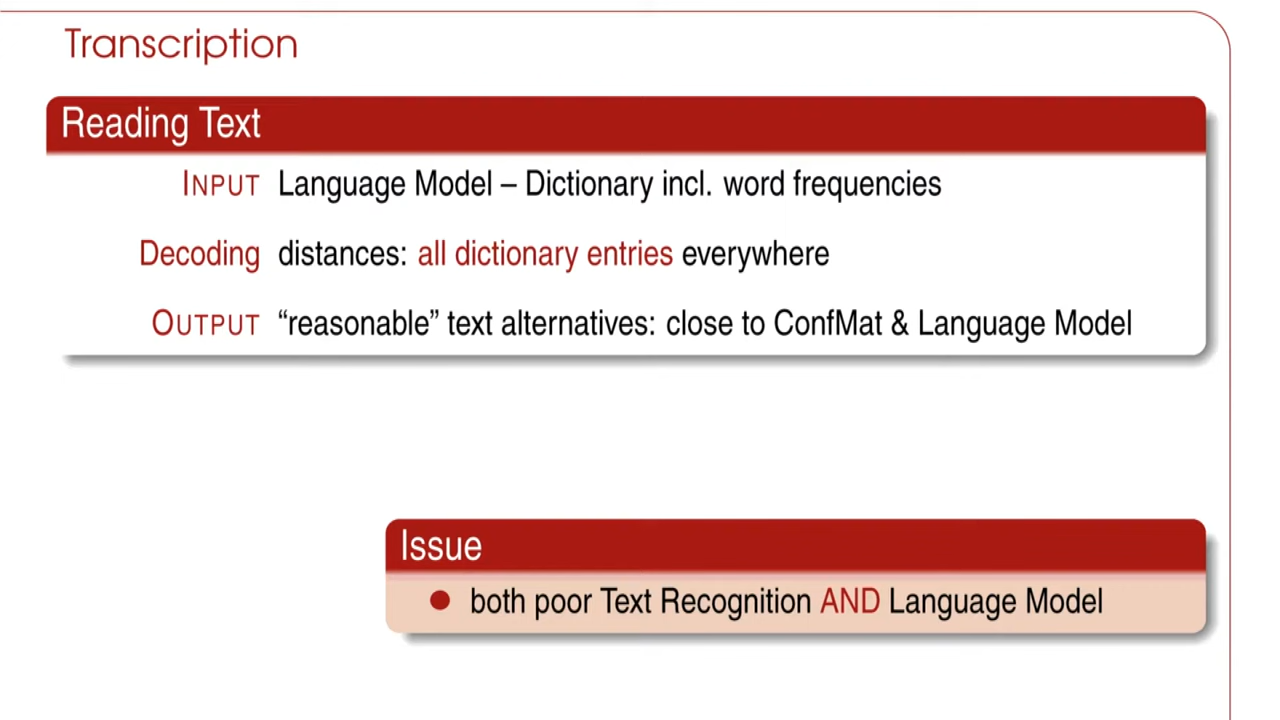 Transcription
Reading Text
INPUT Language Model – Dictionary incl. word frequencies
Decoding distances: all dictionary entries everywhere
OUTPUT “reasonable” text alternatives: close to ConfMat & Language Model
Issue
● both poor Text Recognition AND Language Model